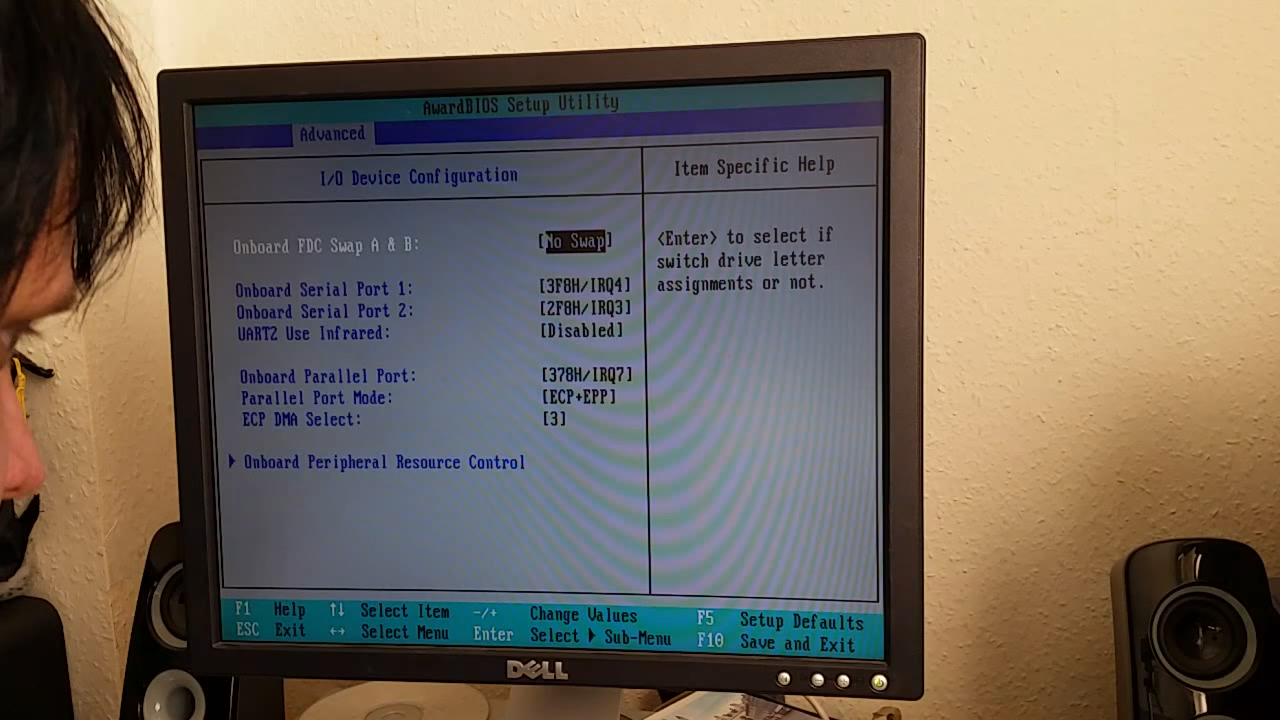 AwardBIOS Setup Utility
Advanced
I/O Device Configuration
Item Specific Help
Onboard FDC Swap A & B: [No Swap]
<Enter> to select if
switch drive letter
assignments or not.
Onboard Serial Port 1: [3F8H/IRQ4]
Onboard Serial Port 2: [2F8H/IRQ3]
UART2 Use Infrared: [Disabled]
Onboard Parallel Port: [378H/IRQ7]
Parallel Port Mode: [ECP+EPP]
ECP DMA Select: [3]
Onboard Peripheral Resource Control
F1 Help ↑↓ Select Item -/+ Change Values F5 Setup Defaults
ESC Exit ↔ Select Menu Enter Select ▶ Sub-Menu F10 Save and Exit
DELL